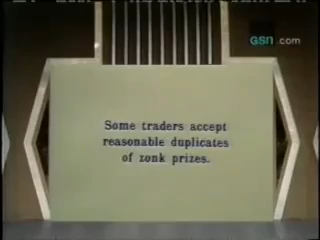 GSN.com
Some traders accept
reasonable duplicates
of zonk prizes.